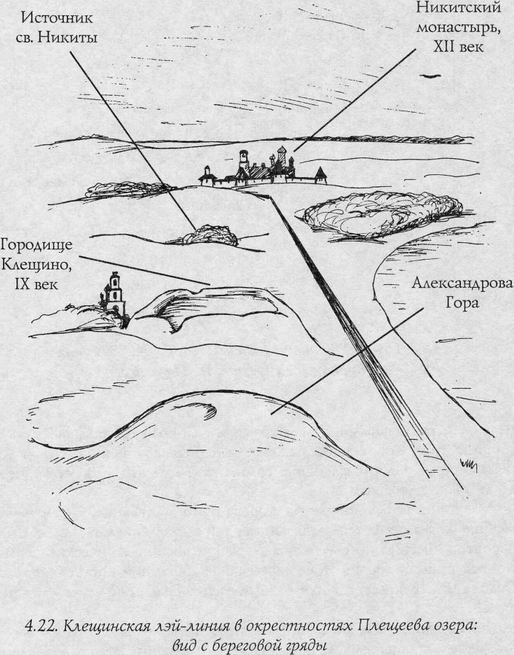 Источник
св. Никиты
Никитский
монастырь,
XII век
Городище
Клещино,
IX век
Александрова
Гора
4.22. Клещинская лэй-линия в окрестностях Плещеева озера:
вид с береговой гряды